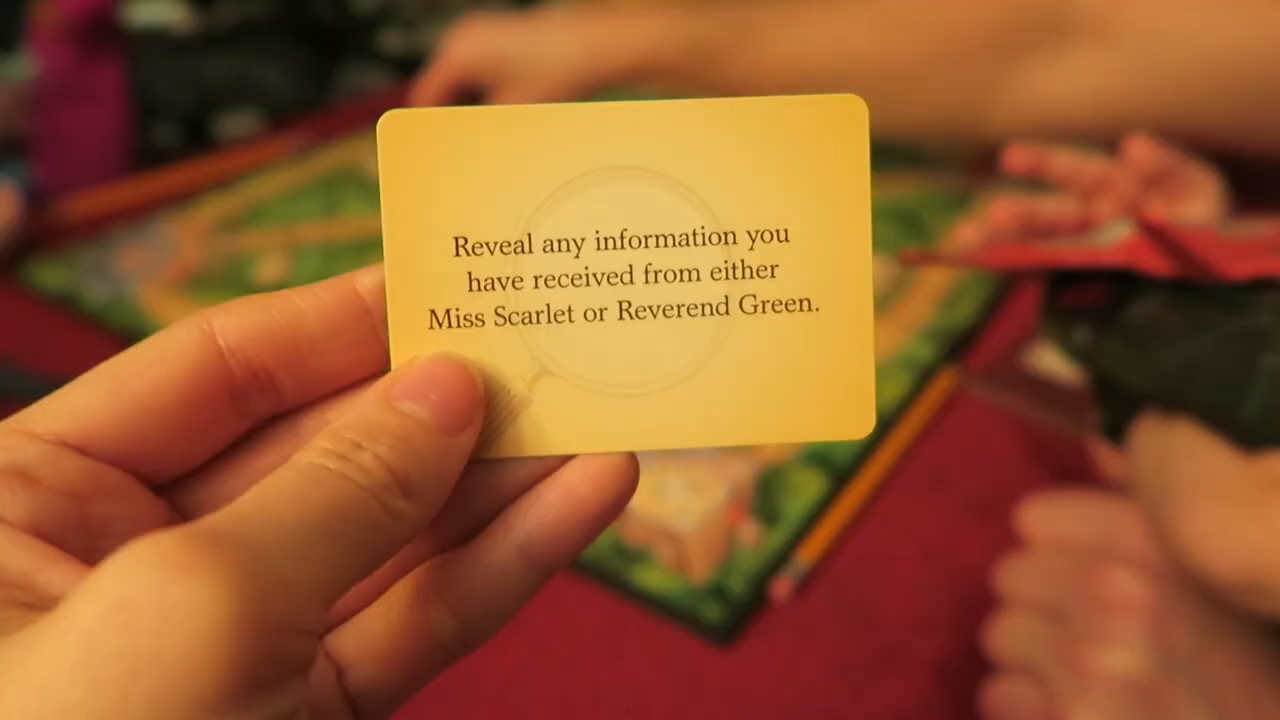 Reveal any information you
have received from either
Miss Scarlet or Reverend Green.